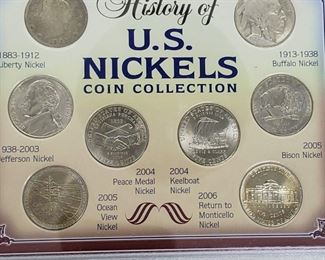 History of
U.S.
NICKELS
COIN COLLECTION
1883-1912
Liberty Nickel
1913-1938
Buffalo Nickel
938-2003
Jefferson Nickel
2004
Peace Medal
Nickel
2004
Keelboat
Nickel
2005
Bison Nickel
2005
Ocean
View
Nickel
2006
Return to
Monticello
Nickel